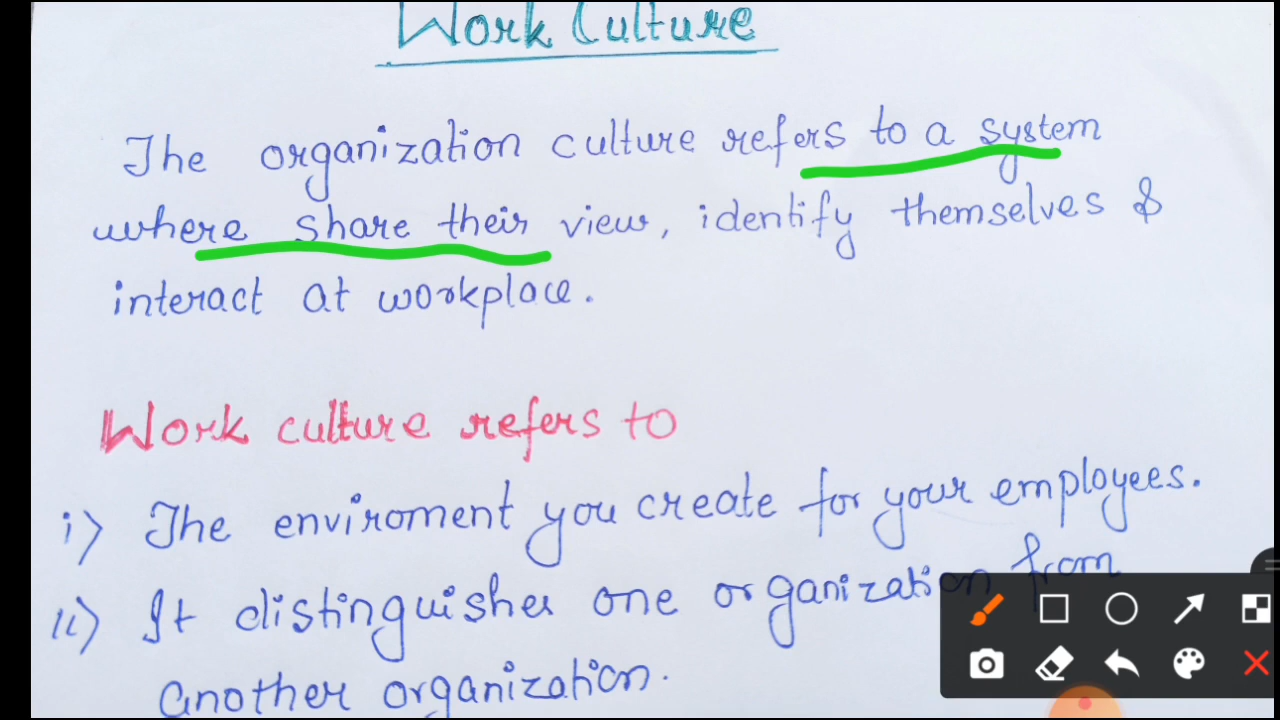 Work Culture
The organization culture refers to a system
where share their view, identify themselves &
interact at workplace.
Work culture refers to
i) The enviroment you create for your employees.
ii) It distinguishes one organization from
another organization.